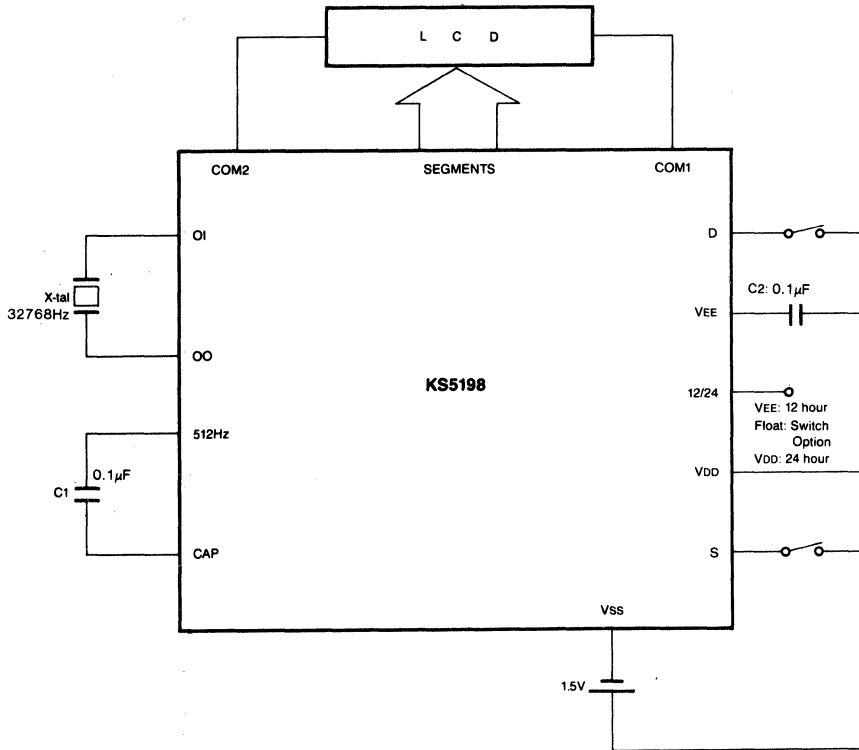 L C D
COM2
SEGMENTS
COM1
OI
D
X-tal
32768Hz
C2: 0.1μF
VEE
OO
KS5198
12/24
VEE: 12 hour
Float: Switch
Option
VDD: 24 hour
512Hz
0.1μF
C1
VDD
CAP
S
VSS
1.5V